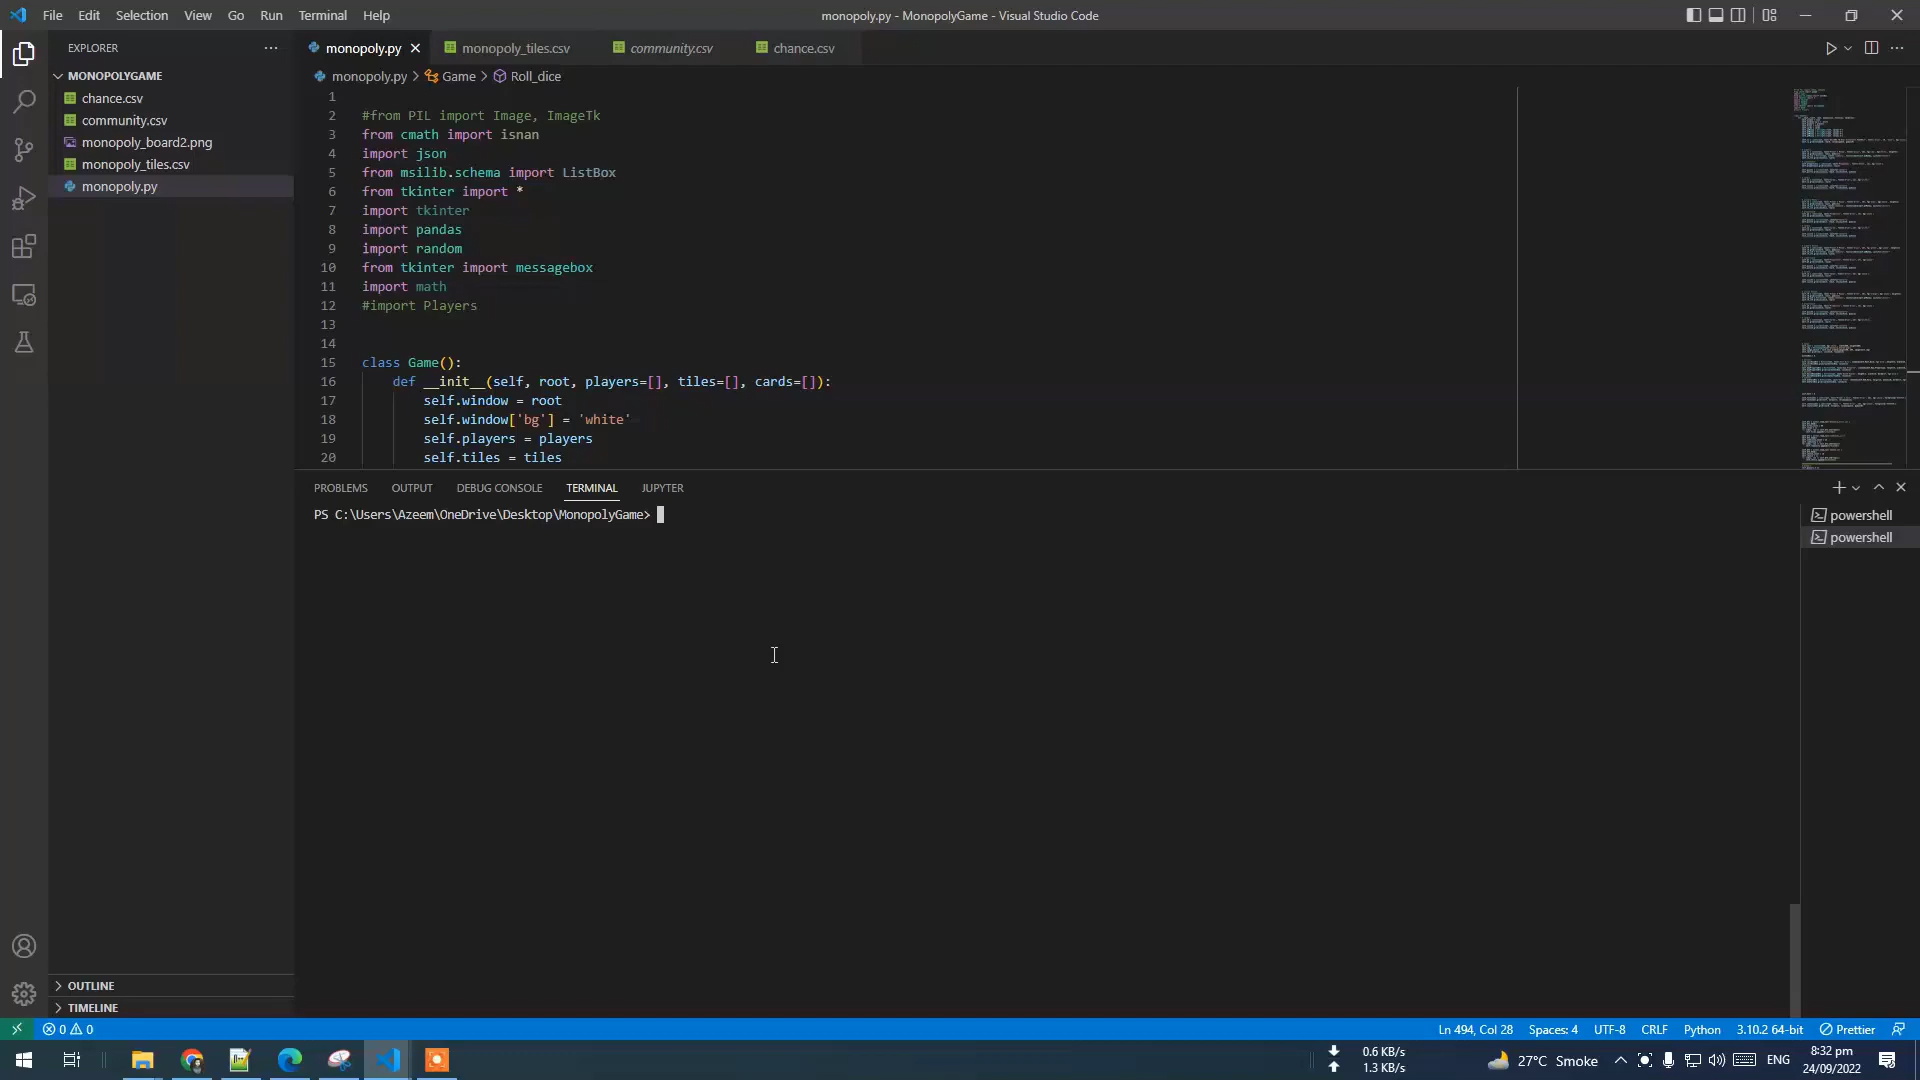 File Edit Selection View Go Run Terminal Help
monopoly.py - MonopolyGame - Visual Studio Code
EXPLORER
MONOPOLYGAME
chance.csv
community.csv
monopoly_board2.png
monopoly_tiles.csv
monopoly.py
OUTLINE
TIMELINE
monopoly.py monopoly_tiles.csv community.csv chance.csv
monopoly.py > Game > Roll_dice
1
2 #from PIL import Image, ImageTk
3 from cmath import isnan
4 import json
5 from msilib.schema import ListBox
6 from tkinter import *
7 import tkinter
8 import pandas
9 import random
10 from tkinter import messagebox
11 import math
12 #import Players
13
14
15 class Game():
16 def __init__(self, root, players=[], tiles=[], cards=[]):
17 self.window = root
18 self.window['bg'] = 'white'
19 self.players = players
20 self.tiles = tiles
PROBLEMS OUTPUT DEBUG CONSOLE TERMINAL JUPYTER
PS C:\Users\Azeem\OneDrive\Desktop\MonopolyGame>
powershell
powershell
0 0
Ln 494, Col 28 Spaces: 4 UTF-8 CRLF Python 3.10.2 64-bit Prettier
0.6 KB/s
1.3 KB/s
27°C Smoke
ENG
8:32 pm
24/09/2022